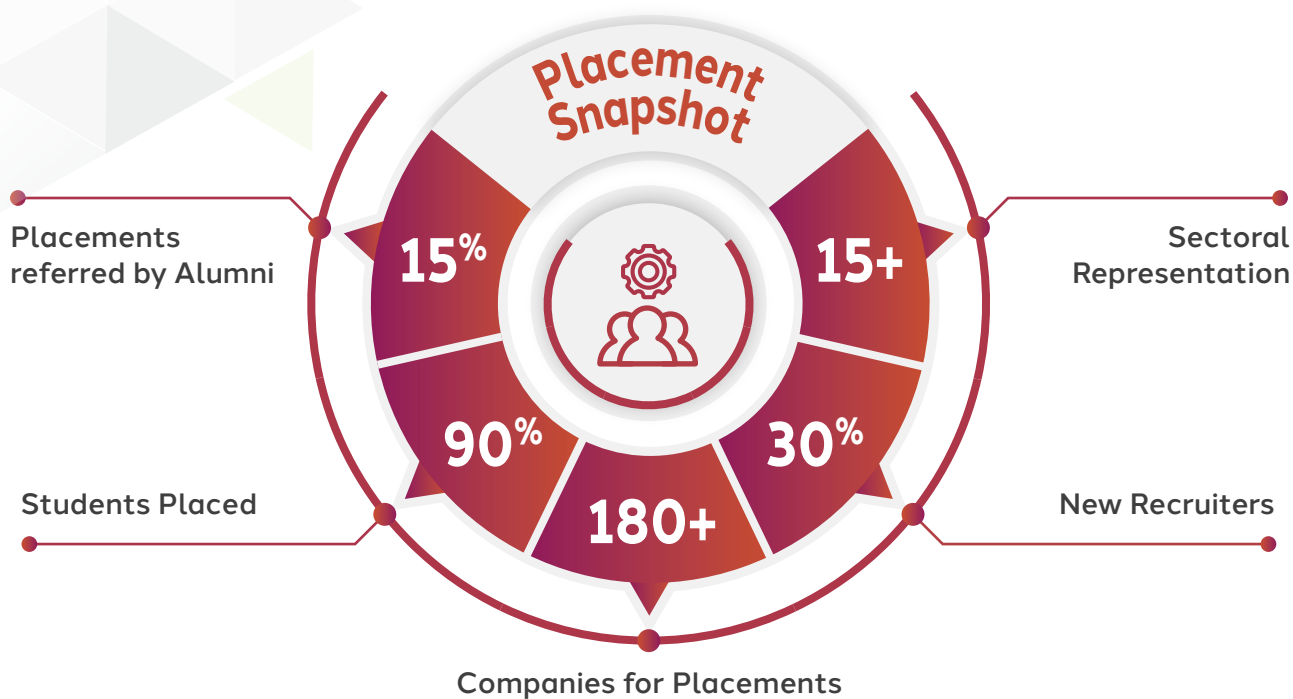 Placement
Snapshot
15%
Placements
referred by Alumni
90%
Students Placed
180+
Companies for Placements
30%
New Recruiters
15+
Sectoral
Representation